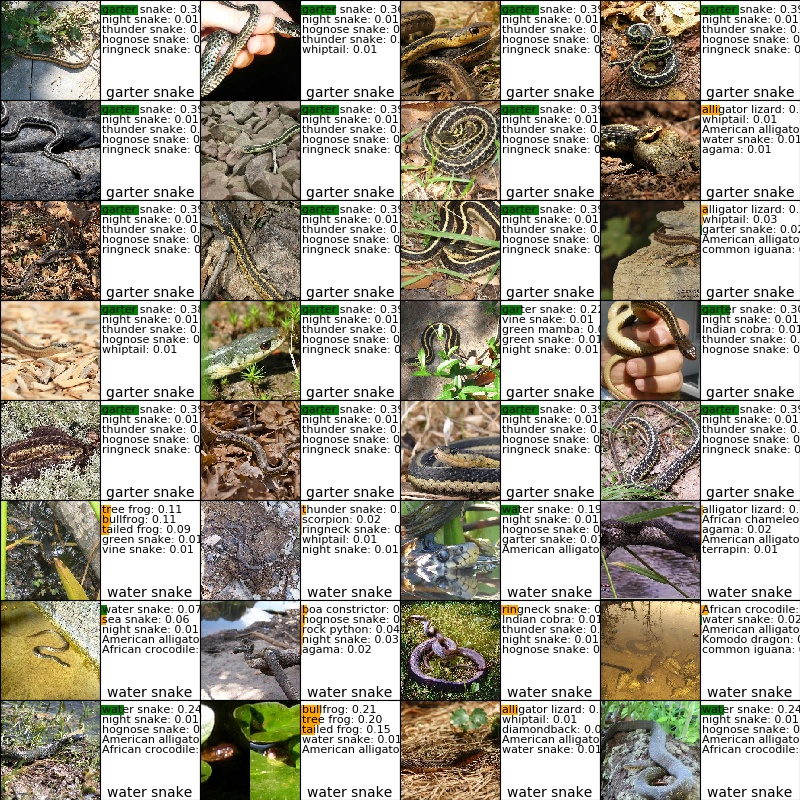 garter snake: 0.38
night snake: 0.01
thunder snake: 0.
hognose snake: 0
ringneck snake: 0
garter snake
garter snake: 0.36
night snake: 0.01
hognose snake: 0
thunder snake: 0.
whiptail: 0.01
garter snake
garter snake: 0.39
night snake: 0.01
thunder snake: 0.
hognose snake: 0
ringneck snake: 0
garter snake
garter snake: 0.39
night snake: 0.01
thunder snake: 0.
hognose snake: 0
ringneck snake: 0
garter snake
garter snake: 0.39
night snake: 0.01
thunder snake: 0.
hognose snake: 0
ringneck snake: 0
garter snake
garter snake: 0.39
night snake: 0.01
thunder snake: 0.
hognose snake: 0
ringneck snake: 0
garter snake
garter snake: 0.39
night snake: 0.01
thunder snake: 0.
hognose snake: 0
ringneck snake: 0
garter snake
alligator lizard: 0.
whiptail: 0.01
American alligato
water snake: 0.01
agama: 0.01
garter snake
garter snake: 0.39
night snake: 0.01
thunder snake: 0.
hognose snake: 0
ringneck snake: 0
garter snake
garter snake: 0.39
night snake: 0.01
thunder snake: 0.
hognose snake: 0
ringneck snake: 0
garter snake
garter snake: 0.39
night snake: 0.01
thunder snake: 0.
hognose snake: 0
ringneck snake: 0
garter snake
alligator lizard: 0.
whiptail: 0.03
garter snake: 0.02
American alligato
common iguana: 
garter snake
garter snake: 0.38
night snake: 0.01
thunder snake: 0.
hognose snake: 0
whiptail: 0.01
garter snake
garter snake: 0.39
night snake: 0.01
thunder snake: 0.
hognose snake: 0
ringneck snake: 0
garter snake
garter snake: 0.22
vine snake: 0.01
green mamba: 0.0
green snake: 0.01
night snake: 0.01
garter snake
garter snake: 0.30
night snake: 0.01
Indian cobra: 0.01
thunder snake: 0.
hognose snake: 0
garter snake
garter snake: 0.39
night snake: 0.01
thunder snake: 0.
hognose snake: 0
ringneck snake: 0
garter snake
garter snake: 0.39
night snake: 0.01
thunder snake: 0.
hognose snake: 0
ringneck snake: 0
garter snake
garter snake: 0.39
night snake: 0.01
thunder snake: 0.
hognose snake: 0
ringneck snake: 0
garter snake
garter snake: 0.39
night snake: 0.01
thunder snake: 0.
hognose snake: 0
ringneck snake: 0
garter snake
tree frog: 0.11
bullfrog: 0.11
tailed frog: 0.09
green snake: 0.01
vine snake: 0.01
water snake
thunder snake: 0.
scorpion: 0.02
ringneck snake: 0
whiptail: 0.01
night snake: 0.01
water snake
water snake: 0.19
night snake: 0.01
hognose snake: 0
garter snake: 0.01
American alligato
water snake
alligator lizard: 0.
African chameleo
agama: 0.02
terrapin: 0.01
water snake
water snake: 0.07
sea snake: 0.06
night snake: 0.01
American alligato
African crocodile:
water snake
boa constrictor: 0
hognose snake: 0
rock python: 0.04
night snake: 0.03
agama: 0.02
water snake
ringneck snake: 0
Indian cobra: 0.01
thunder snake: 0.
night snake: 0.01
hognose snake: 0
water snake
African crocodile:
water snake: 0.02
American alligato
Komodo dragon: 0
common iguana:
water snake
water snake: 0.24
night snake: 0.01
hognose snake: 0
American alligato
African crocodile:
water snake
bullfrog: 0.21
tree frog: 0.20
tailed frog: 0.15
water snake: 0.01
American alligato
water snake
alligator lizard: 0.
whiptail: 0.01
diamondback: 0.0
night snake: 0.01
water snake: 0.01
water snake
water snake: 0.24
night snake: 0.01
hognose snake: 0
American alligato
African crocodile:
water snake